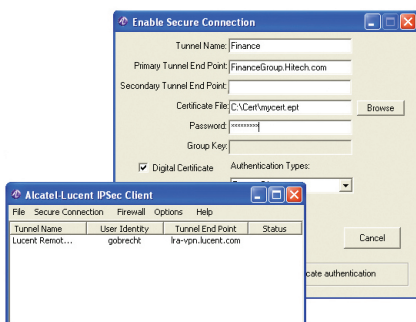 Enable Secure Connection
Tunnel Name: Finance
Primary Tunnel End Point: FinanceGroup.Hitech.com
Secondary Tunnel End Point:
Certificate File: C:\Cert\mycert.ept
Browse
Password: *********
Group Key:
Digital Certificate
Authentication Types:
Cancel
cate authentication
Alcatel-Lucent IPSec Client
File Secure Connection Firewall Options Help
Tunnel Name User Identity Tunnel End Point Status
Lucent Remot... gobrecht lra-vpn.lucent.com